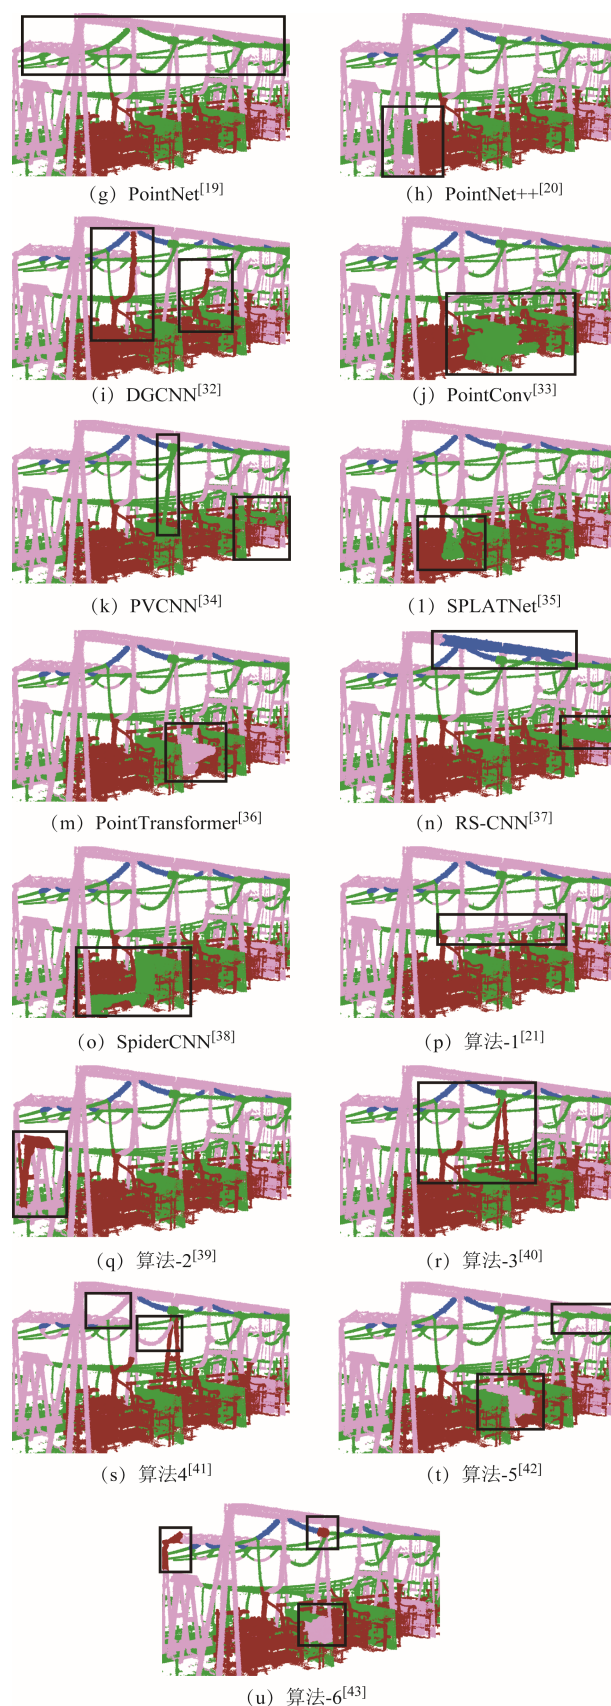 （g）PointNet[19]
（h）PointNet++[20]
（i）DGCNN[32]
（j）PointConv[33]
（k）PVCNN[34]
（l）SPLATNet[35]
（m）PointTransformer[36]
（n）RS-CNN[37]
（o）SpiderCNN[38]
（p）算法-1[21]
（q）算法-2[39]
（r）算法-3[40]
（s）算法4[41]
（t）算法-5[42]
（u）算法-6[43]